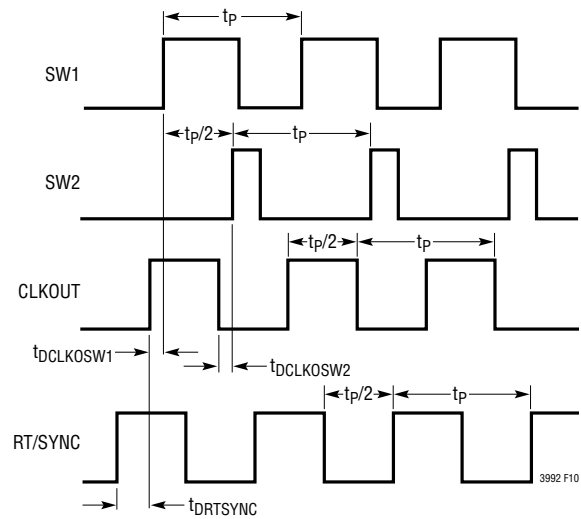 tP
SW1
tP/2
tP
SW2
tP/2
tP
CLKOUT
tDCLKOSW1
tDCLKOSW2
tP/2
tP
RT/SYNC
3992 F10
tDRTSYNC